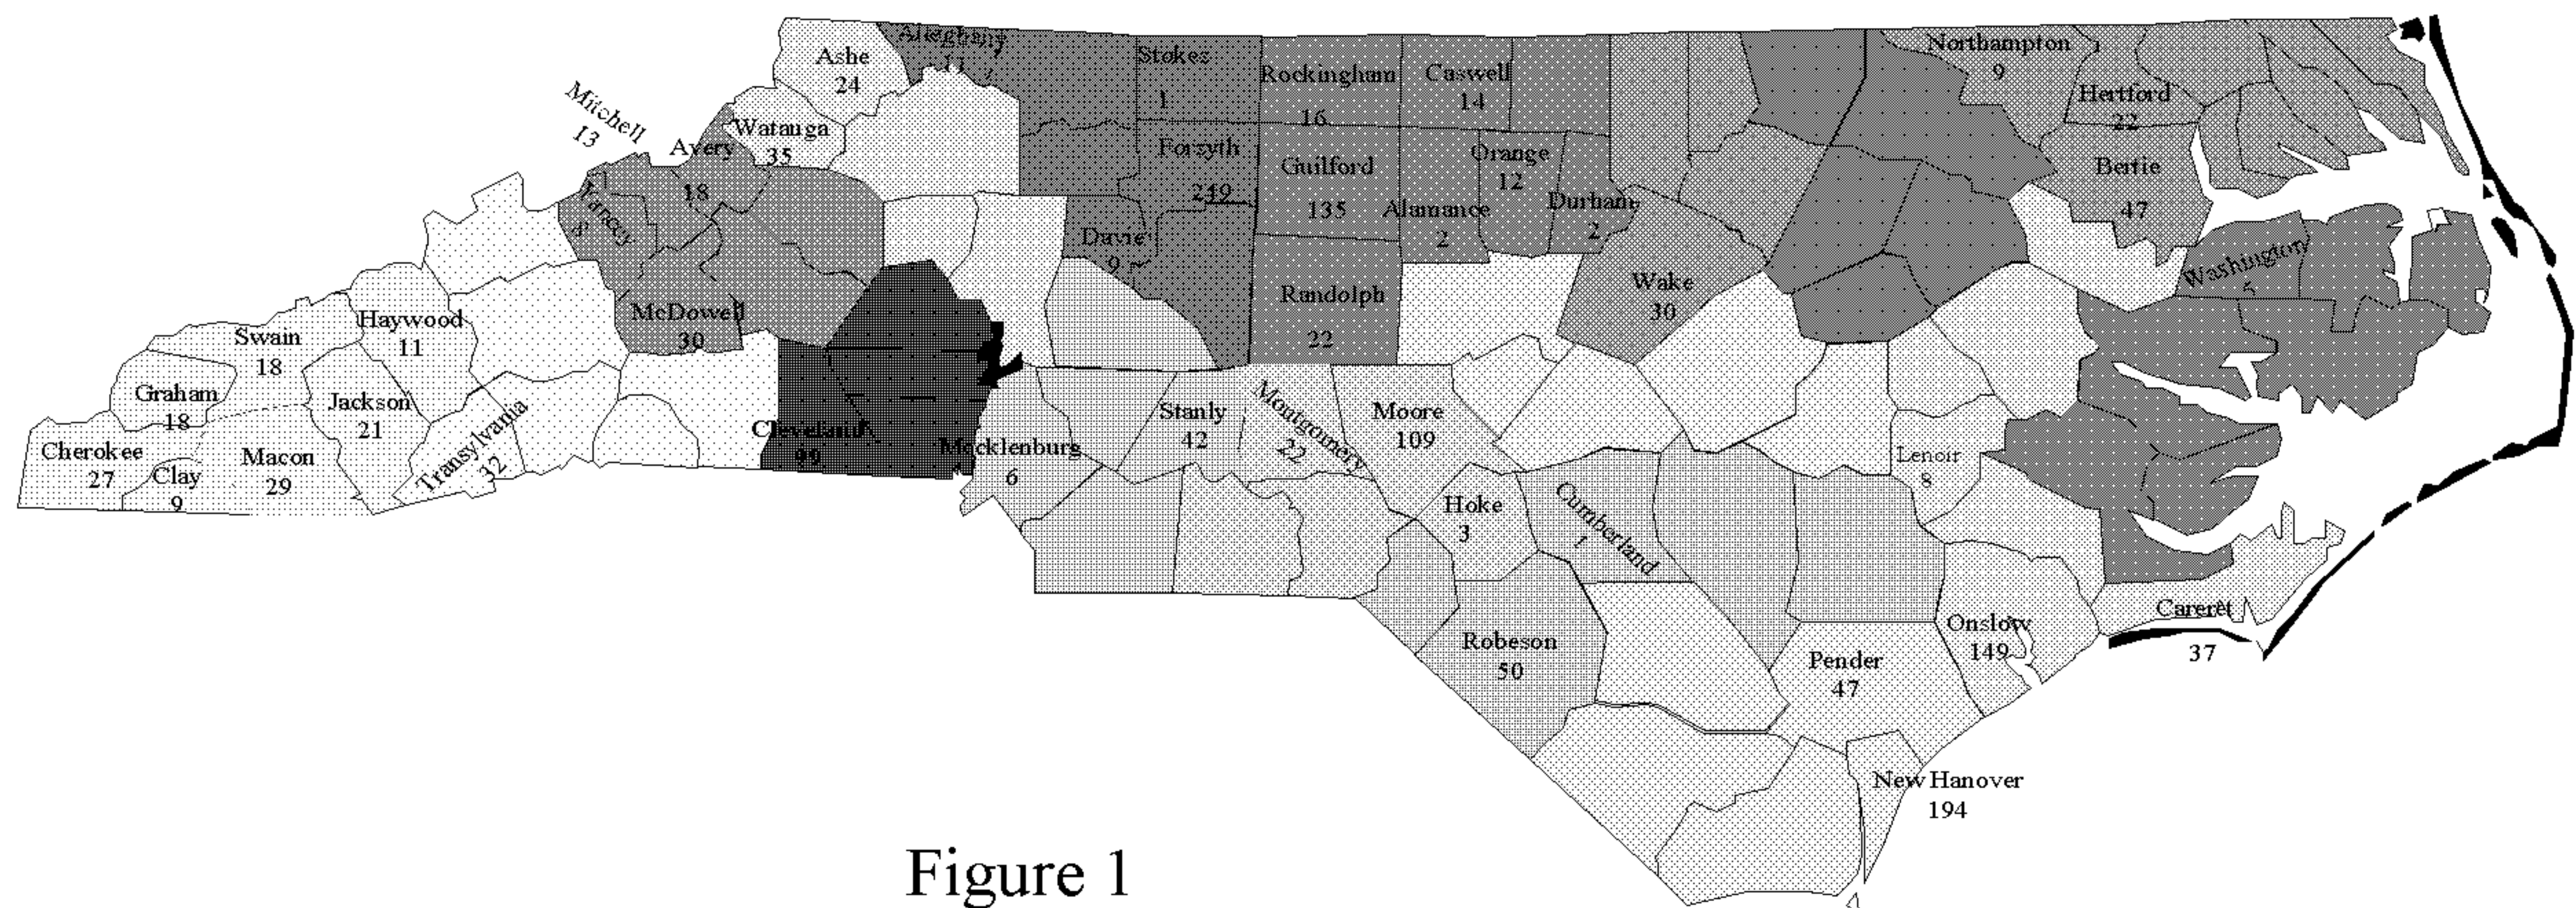 Ashe
24
Alleghany
11
Stokes
1
Rockingham
16
Caswell
14
Northampton
9
Hertford
22
Mitchell
13
Watauga
35
Avery
18
Yancey
8
Forsyth
219
Guilford
135
Alamance
2
Orange
12
Durham
2
Bertie
47
Davie
9
Washington
5
Wake
30
Randolph
22
McDowell
30
Haywood
11
Swain
18
Graham
18
Jackson
21
Cherokee
27
Clay
9
Macon
29
Transylvania
32
Cleveland
99
Mecklenburg
6
Stanly
42
Montgomery
22
Moore
109
Lenoir
8
Hoke
3
Cumberland
1
Robeson
50
Pender
47
Onslow
149
Careret
37
New Hanover
194
Figure 1